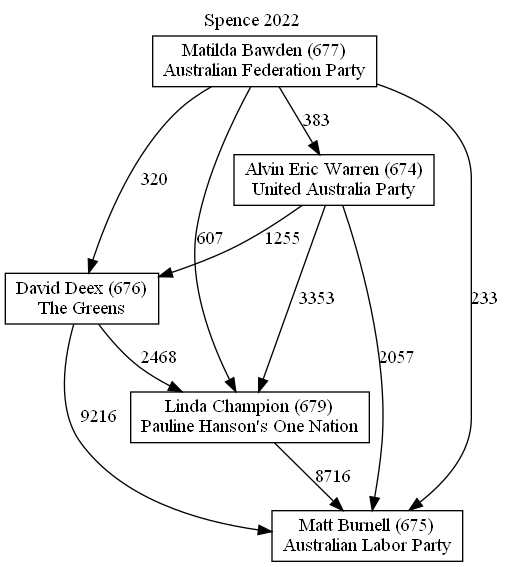 Spence 2022
Matilda Bawden (677)
Australian Federation Party
383
Alvin Eric Warren (674)
United Australia Party
320
607
1255
David Deex (676)
The Greens
3353
233
2468
2057
Linda Champion (679)
Pauline Hanson's One Nation
9216
8716
Matt Burnell (675)
Australian Labor Party